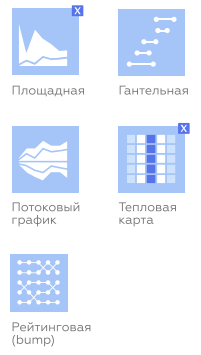 X
Площадная
Гантельная
X
Потоковый
график
Тепловая
карта
Рейтинговая
(bump)